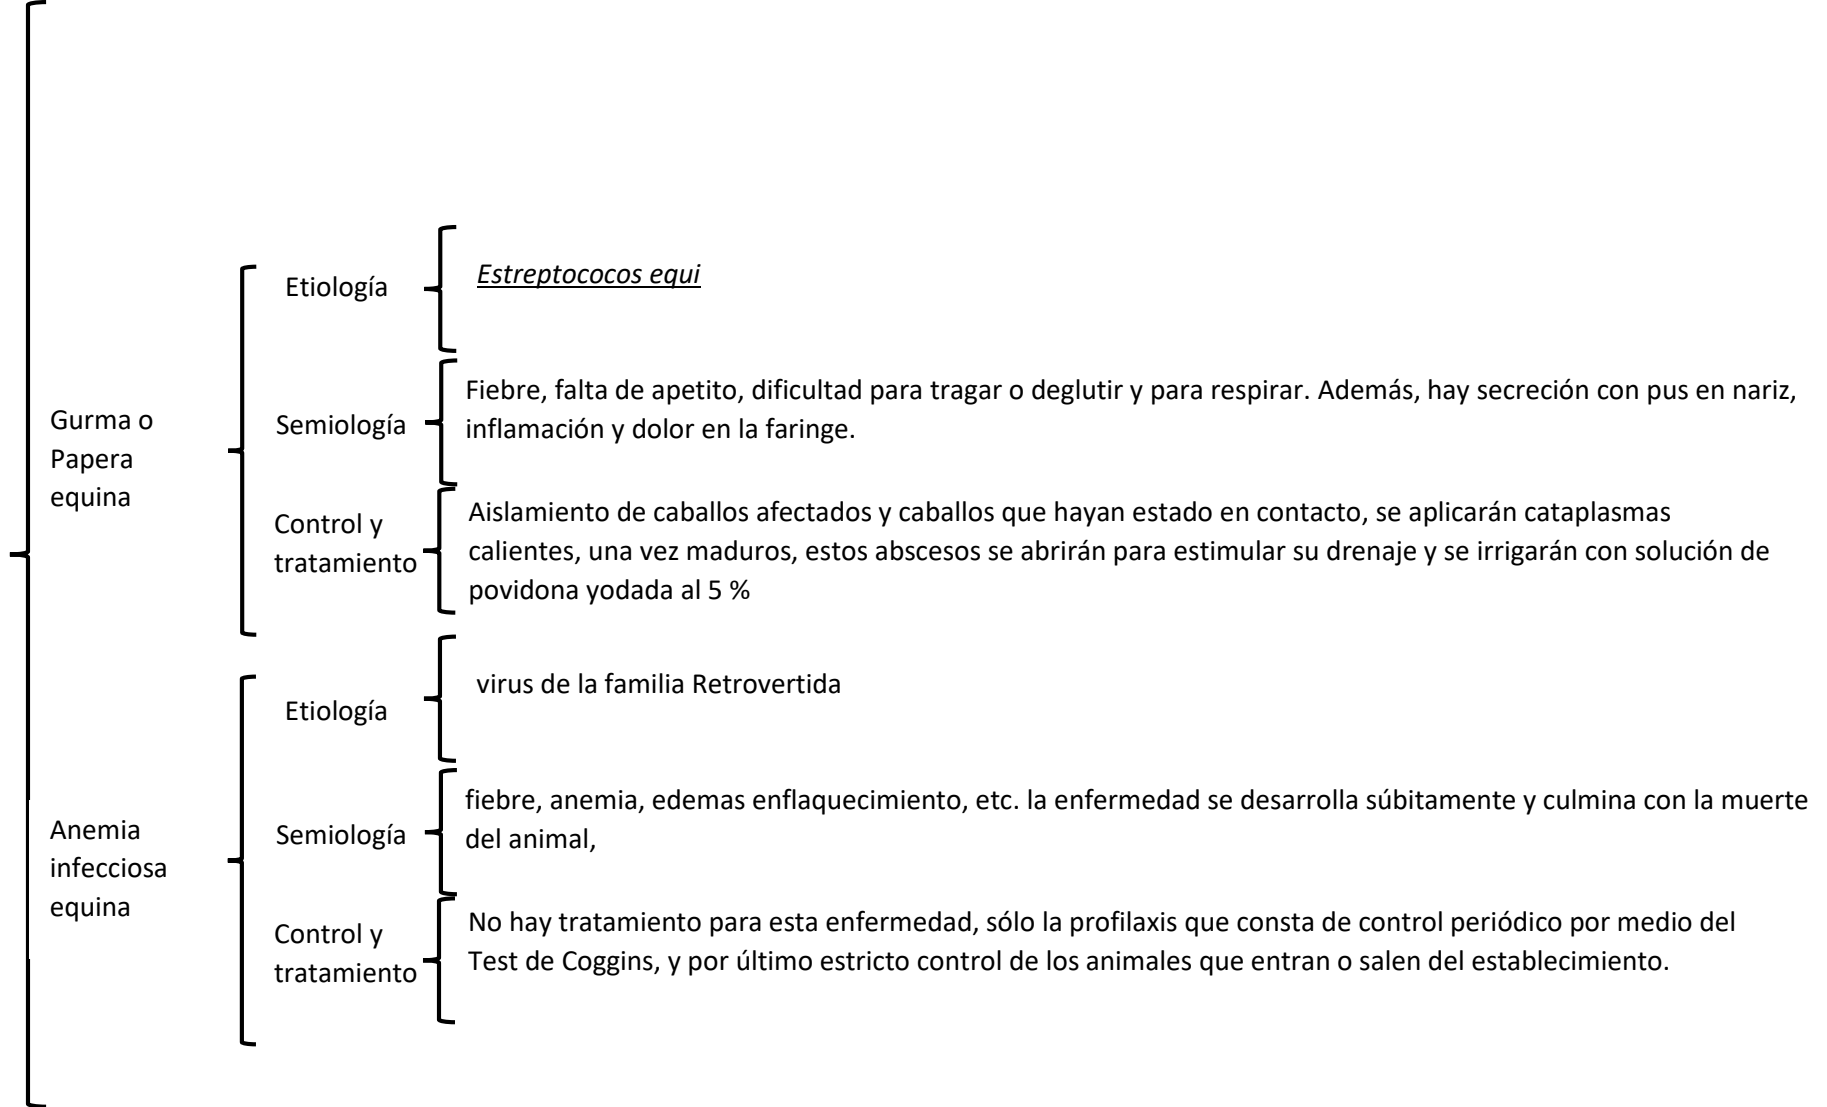 Gurma o
Papera
equina
Etiología
Estreptococos equi
Semiología
Fiebre, falta de apetito, dificultad para tragar o deglutir y para respirar. Además, hay secreción con pus en nariz,
inflamación y dolor en la faringe.
Control y
tratamiento
Aislamiento de caballos afectados y caballos que hayan estado en contacto, se aplicarán cataplasmas
calientes, una vez maduros, estos abscesos se abrirán para estimular su drenaje y se irrigarán con solución de
povidona yodada al 5 %
Anemia
infecciosa
equina
Etiología
virus de la familia Retrovertida
Semiología
fiebre, anemia, edemas enflaquecimiento, etc. la enfermedad se desarrolla súbitamente y culmina con la muerte
del animal,
Control y
tratamiento
No hay tratamiento para esta enfermedad, sólo la profilaxis que consta de control periódico por medio del
Test de Coggins, y por último estricto control de los animales que entran o salen del establecimiento.